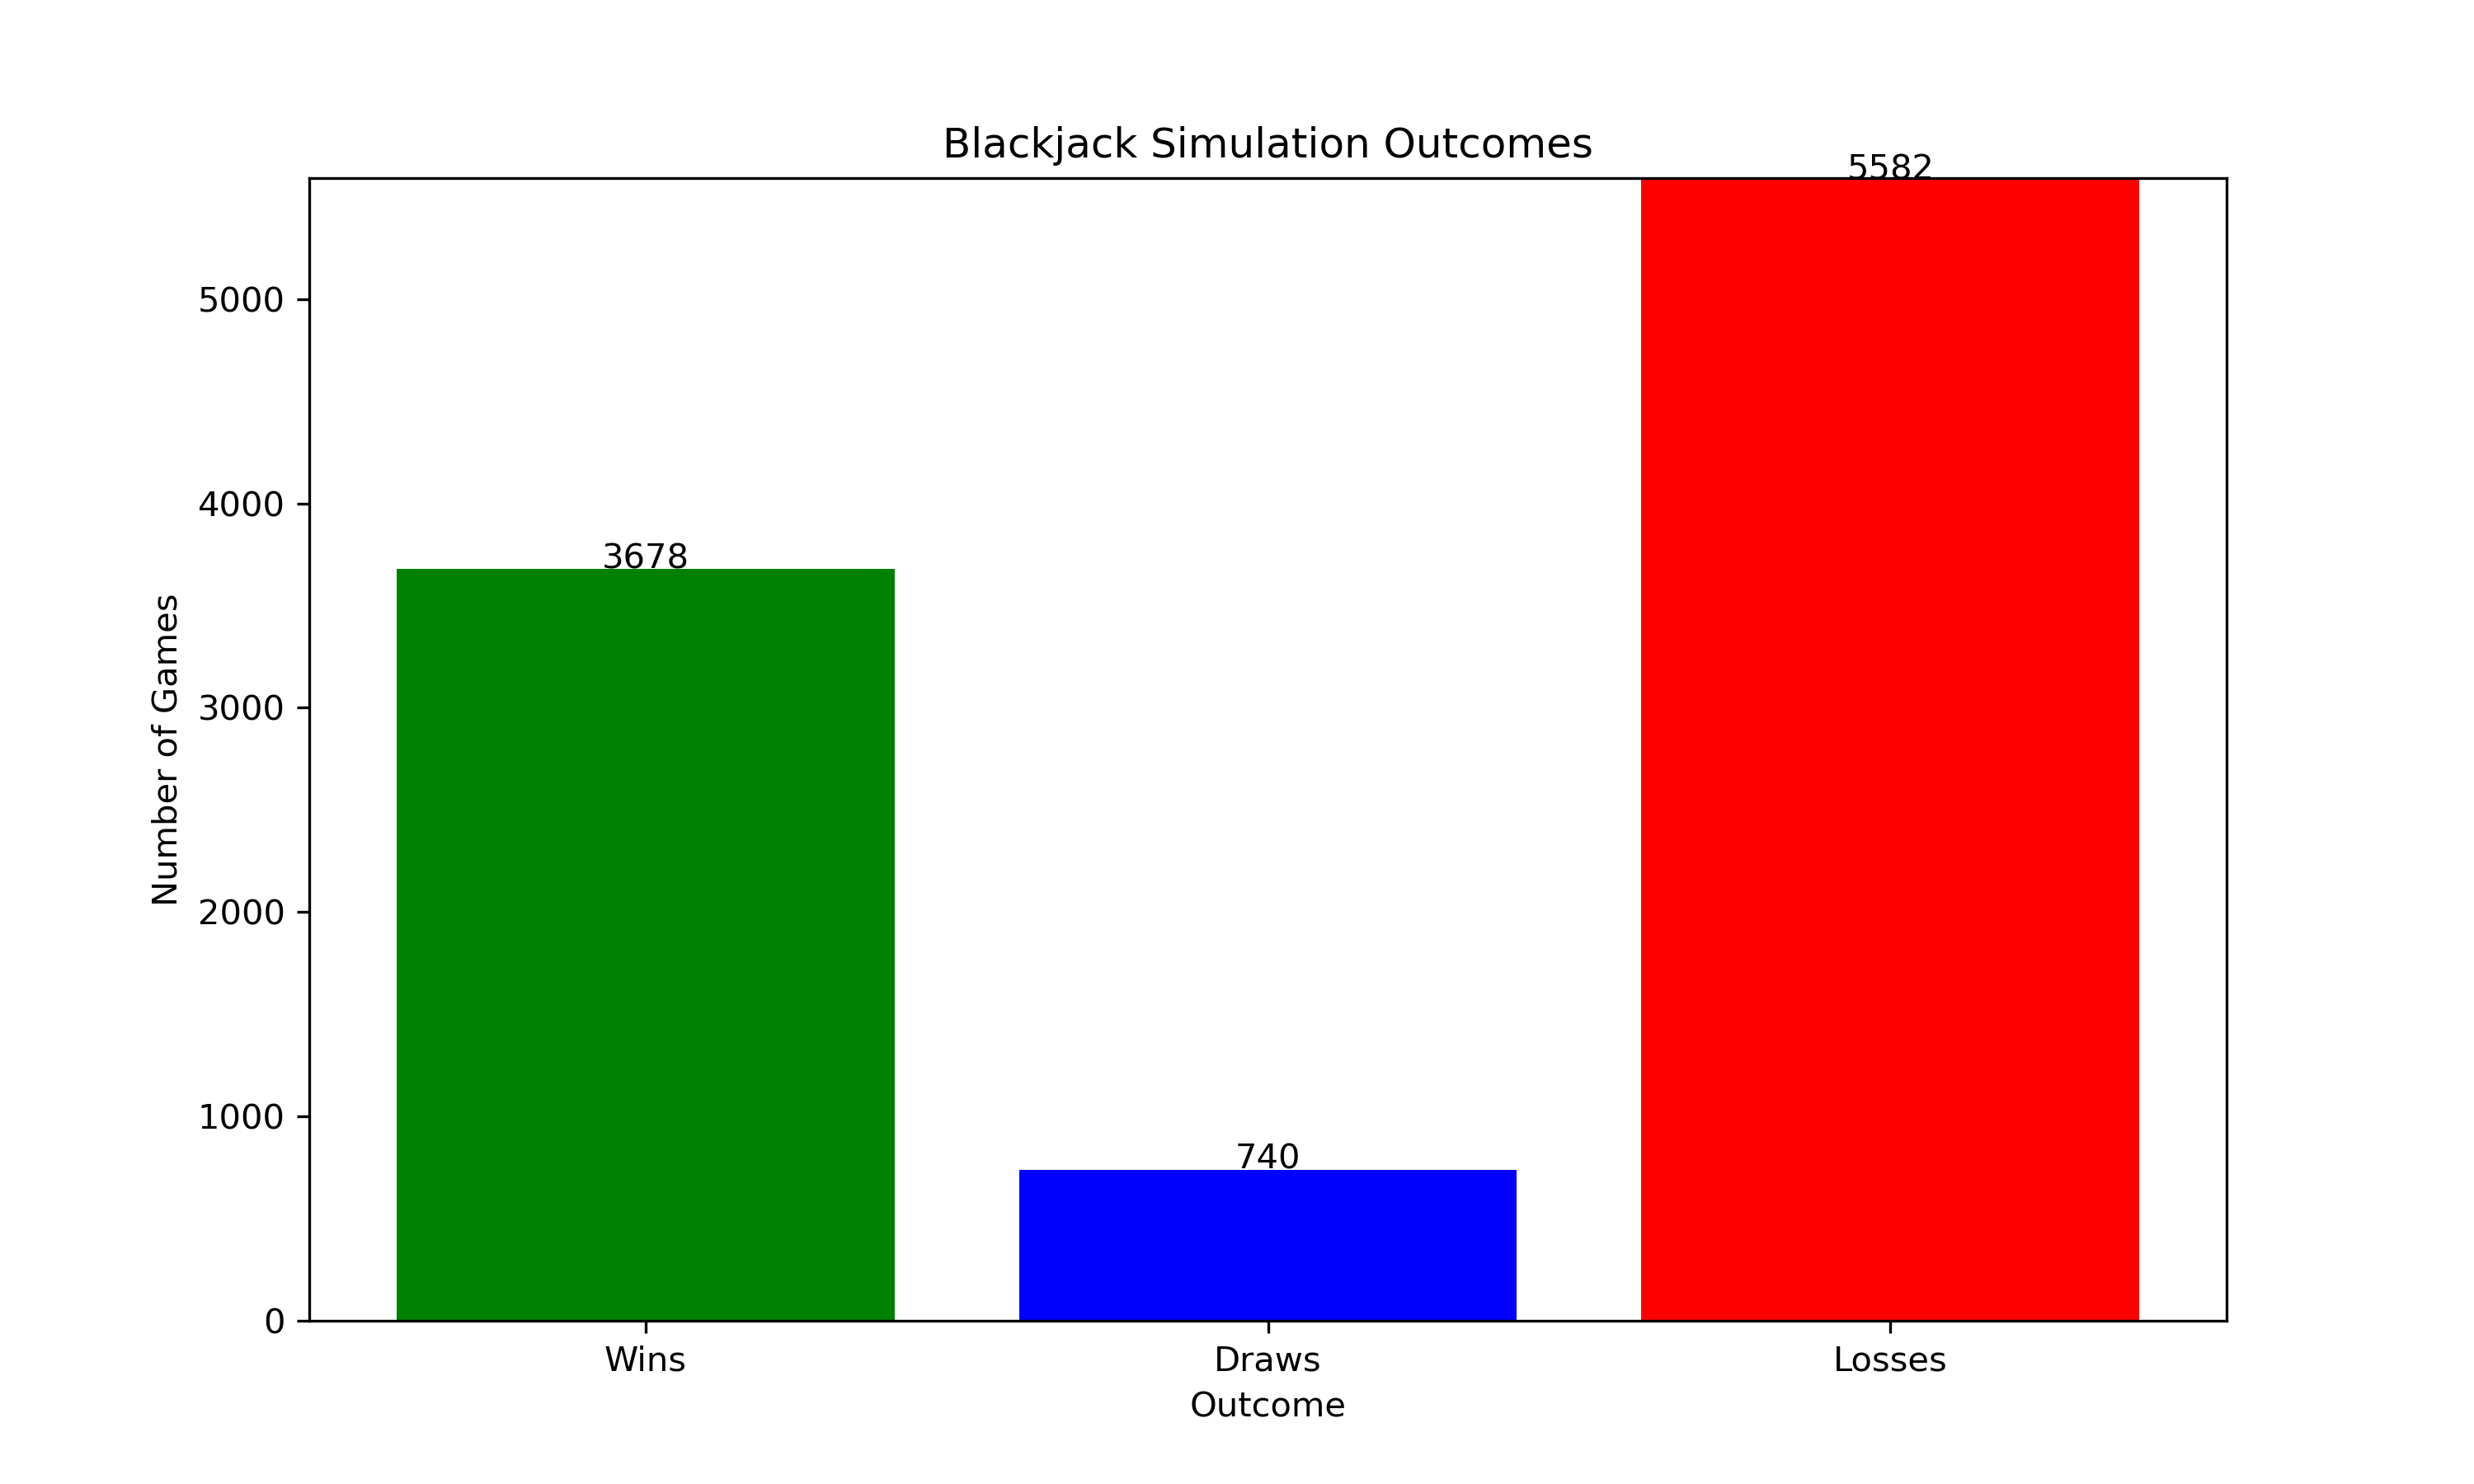 Blackjack Simulation Outcomes
5582
5000
4000
3678
3000
Number of Games
2000
1000
740
0
Wins
Draws
Losses
Outcome